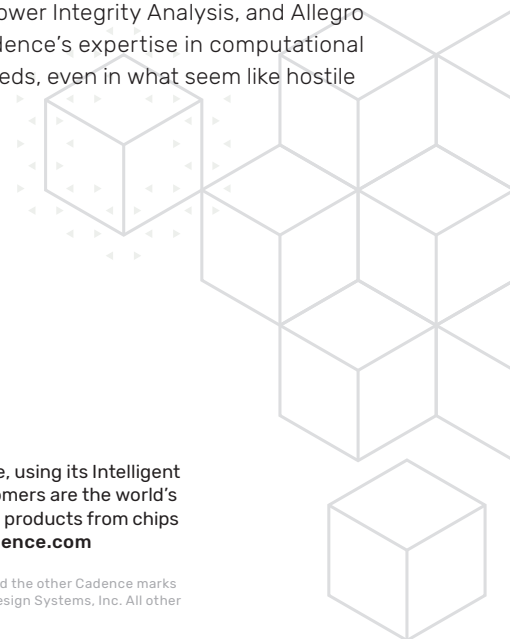 ower Integrity Analysis, and Allegro
dence’s expertise in computational
eds, even in what seem like hostile
e, using its Intelligent
omers are the world’s
products from chips
ence.com
d the other Cadence marks
esign Systems, Inc. All other